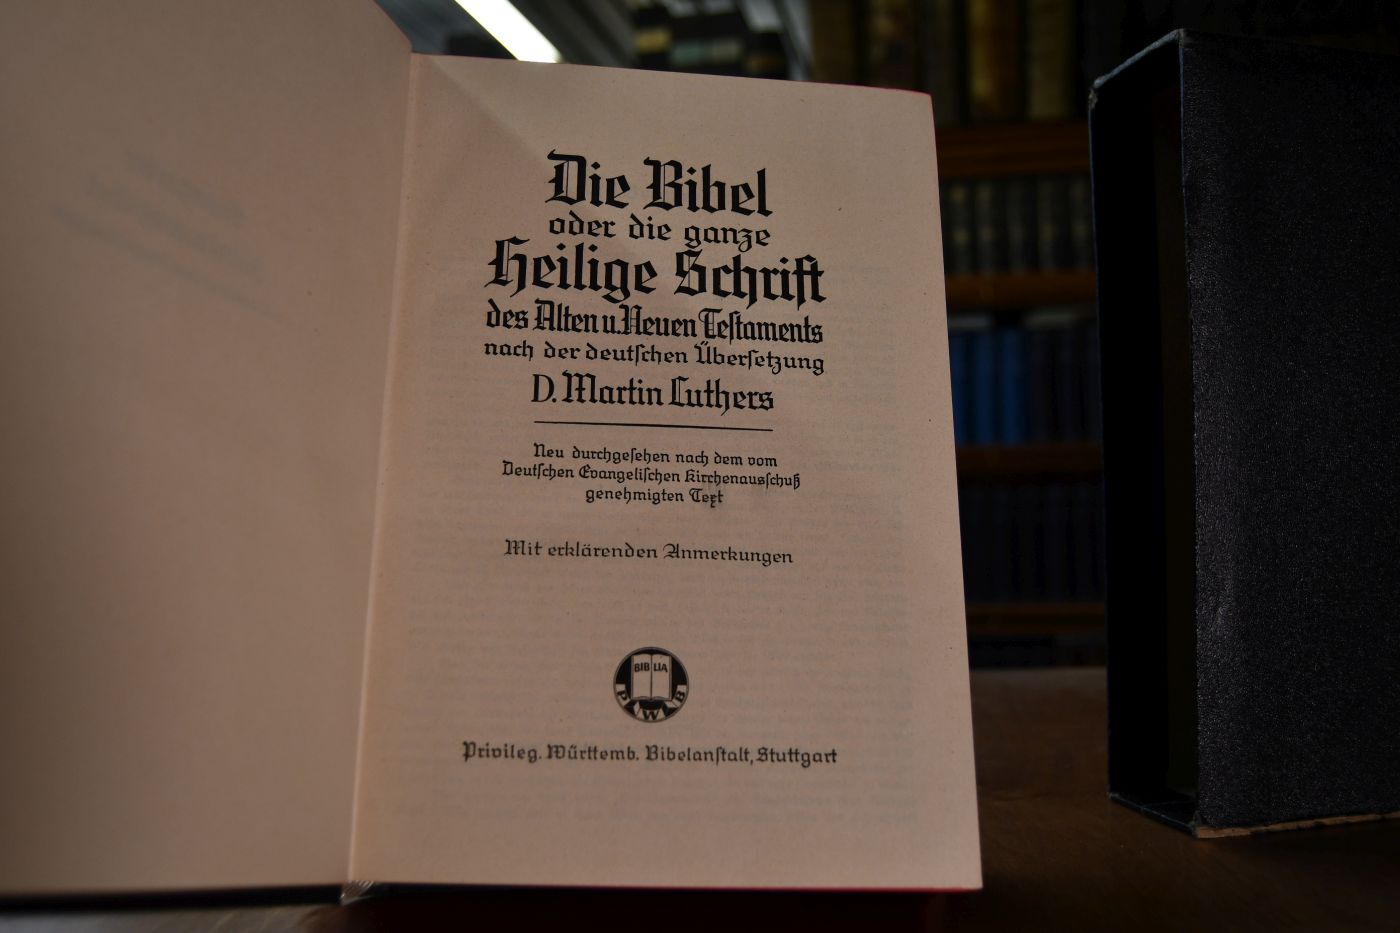 Die Bibel
oder die ganze
Heilige Schrift
des Alten u. Neuen Testaments
nach der deutschen Übersetzung
D. Martin Luthers
Neu durchgesehen nach dem vom
Deutschen Evangelischen Kirchenausschuß
genehmigten Text
Mit erklärenden Anmerkungen
BIBLIA
P W B
Privileg. Württemb. Bibelanstalt, Stuttgart